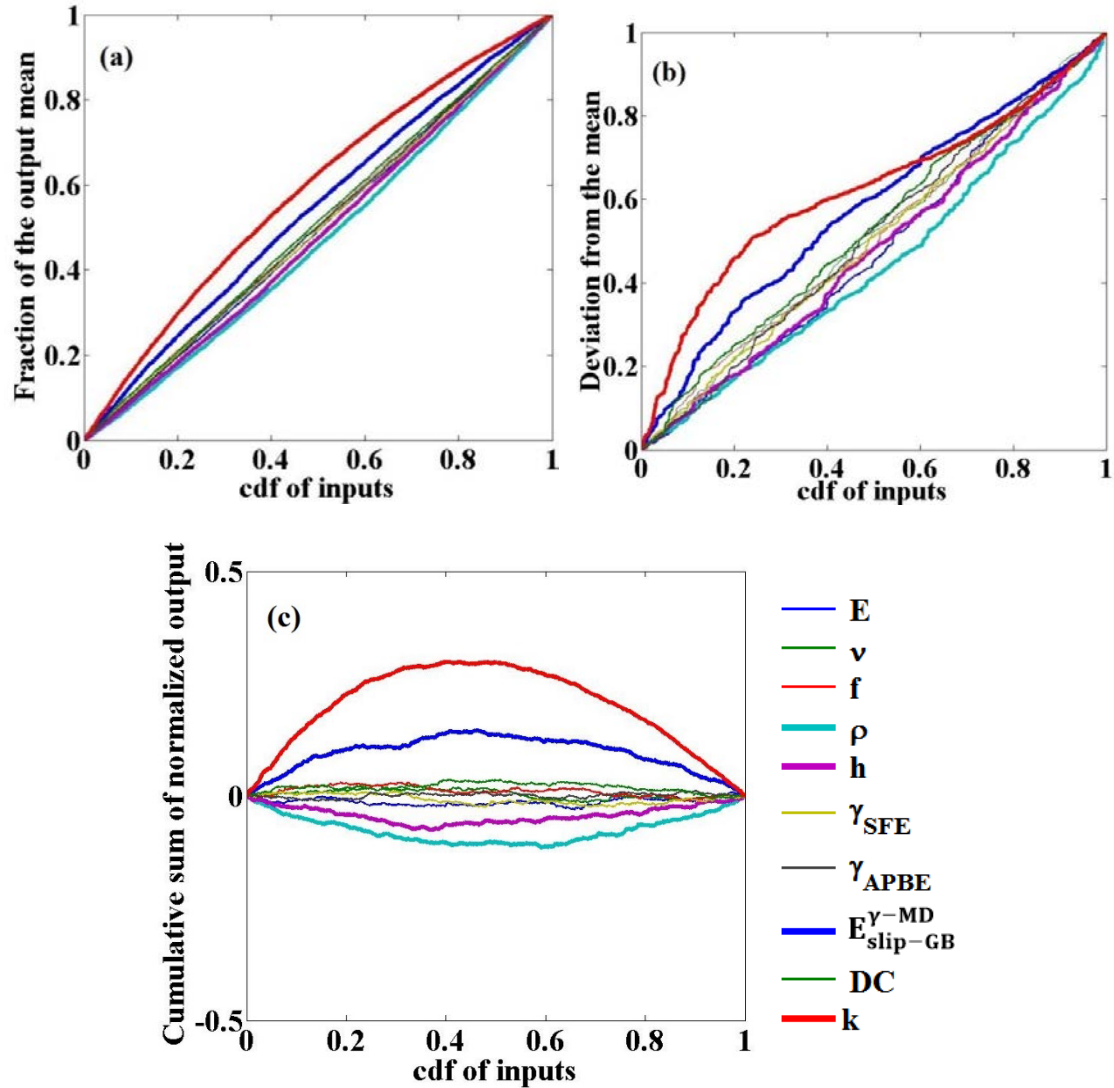 (a)
Fraction of the output mean
1
0.8
0.6
0.4
0.2
0
0 0.2 0.4 0.6 0.8 1
cdf of inputs
(b)
Deviation from the mean
1
0.8
0.6
0.4
0.2
0
0 0.2 0.4 0.6 0.8 1
cdf of inputs
(c)
Cumulative sum of normalized output
0.5
0
-0.5
0 0.2 0.4 0.6 0.8 1
cdf of inputs
E
ν
f
ρ
h
γ_SFE
γ_APBE
E_slip−GB^γ−MD
DC
k